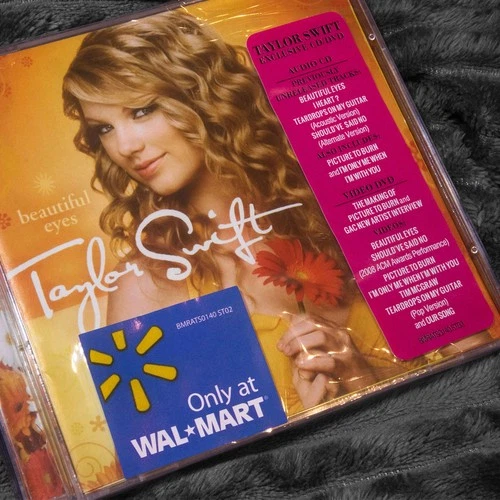 TAYLOR SWIFT
EXCLUSIVE CD/DVD
AUDIO CD
PREVIOUSLY
UNRELEASED TRACKS:
BEAUTIFUL EYES
I HEART ?
TEARDROPS ON MY GUITAR
(Acoustic Version)
SHOULD'VE SAID NO
(Alternate Version)
ALSO INCLUDES:
PICTURE TO BURN
and I'M ONLY ME WHEN
I'M WITH YOU
VIDEO DVD
THE MAKING OF
PICTURE TO BURN and
GAC NEW ARTIST INTERVIEW
VIDEOS:
BEAUTIFUL EYES
SHOULD'VE SAID NO
(2008 ACM Awards Performance)
PICTURE TO BURN
I'M ONLY ME WHEN I'M WITH YOU
TIM MCGRAW
TEARDROPS ON MY GUITAR
(Pop Version)
and OUR SONG
beautiful
eyes
Taylor Swift
BMRATS0140 ST02
Only at
WAL★MART